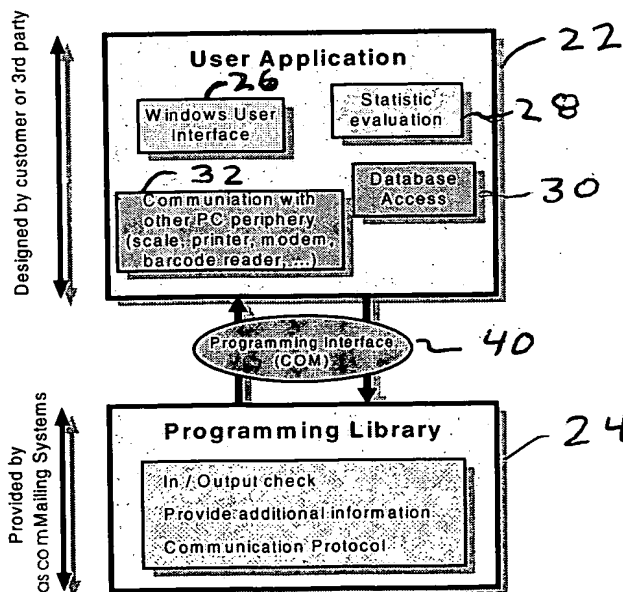 User Application
22
26
Windows User
Interface
Statistic
evaluation
28
32
Communiation with
other PC periphery
(scale, printer, modem,
barcode reader,....)
Database
Access
30
Designed by customer or 3rd party
Programming Interface
(COM)
40
Programming Library
24
In / Output check
Provide additional information
Communication Protocol
Provided by
ascom Mailing Systems